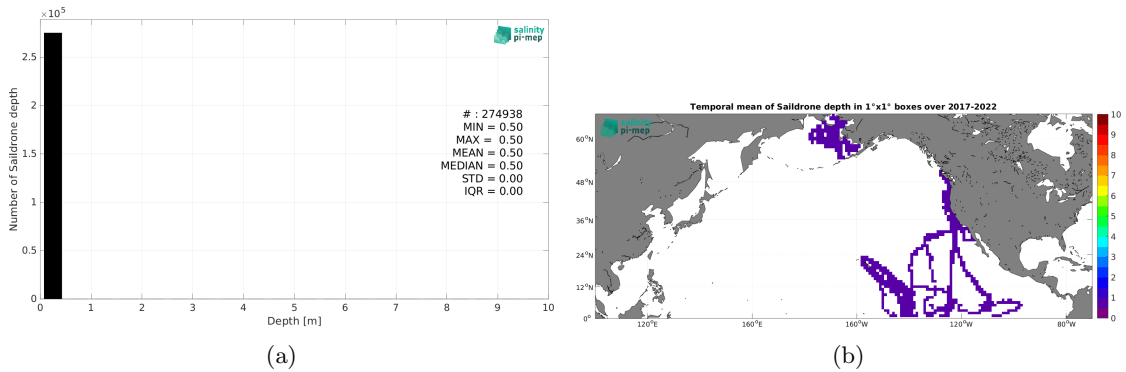 ×10⁵
salinity
pi-mep
2.5
2
1.5
1
0.5
0
Number of Saildrone depth
# : 274938
MIN = 0.50
MAX = 0.50
MEAN = 0.50
MEDIAN = 0.50
STD = 0.00
IQR = 0.00
0 1 2 3 4 5 6 7 8 9 10
Depth [m]
(a)
Temporal mean of Saildrone depth in 1°x1° boxes over 2017-2022
salinity
pi-mep
60°N
48°N
36°N
24°N
12°N
0°
120°E 160°E 160°W 120°W 80°W
10
9
8
7
6
5
4
3
2
1
0
(b)